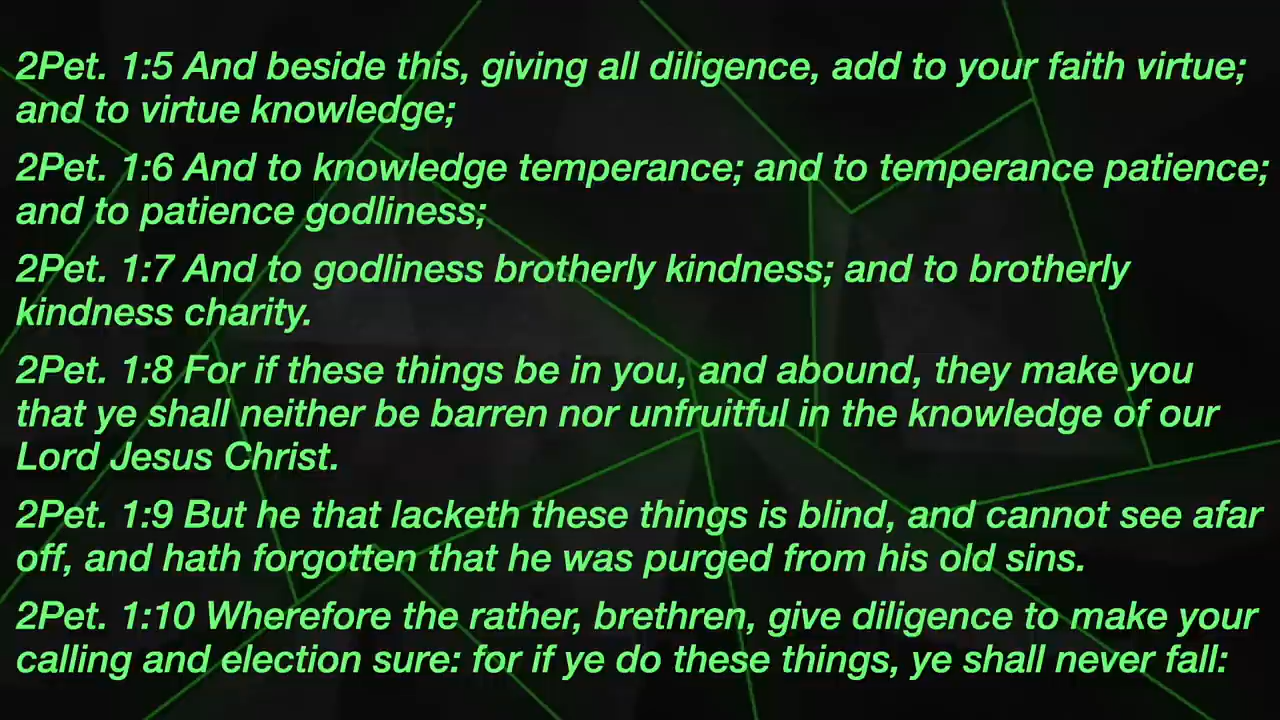 2Pet. 1:5 And beside this, giving all diligence, add to your faith virtue;
and to virtue knowledge;
2Pet. 1:6 And to knowledge temperance; and to temperance patience;
and to patience godliness;
2Pet. 1:7 And to godliness brotherly kindness; and to brotherly
kindness charity.
2Pet. 1:8 For if these things be in you, and abound, they make you
that ye shall neither be barren nor unfruitful in the knowledge of our
Lord Jesus Christ.
2Pet. 1:9 But he that lacketh these things is blind, and cannot see afar
off, and hath forgotten that he was purged from his old sins.
2Pet. 1:10 Wherefore the rather, brethren, give diligence to make your
calling and election sure: for if ye do these things, ye shall never fall: